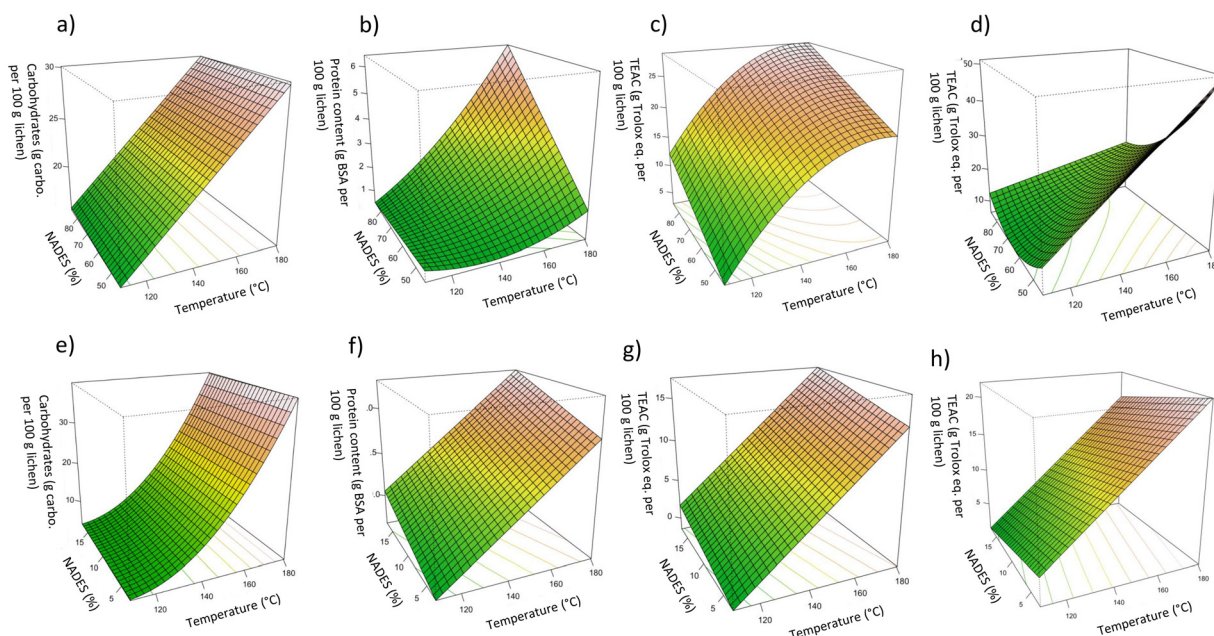 a)
Carbohydrates (g carbo.
per 100 g lichen)
30
25
20
80
70
60
50
NADES (%)
120
140
160
180
Temperature (°C)
b)
Protein content (g BSA per
100 g lichen)
6
5
4
3
2
1
80
70
60
50
NADES (%)
120
140
160
180
Temperature (°C)
c)
TEAC (g Trolox eq. per
100 g lichen)
25
20
15
10
5
80
70
60
50
NADES (%)
120
140
160
180
Temperature (°C)
d)
TEAC (g Trolox eq. per
100 g lichen)
50
40
30
20
10
80
70
60
50
NADES (%)
120
140
160
180
Temperature (°C)
e)
Carbohydrates (g carbo.
per 100 g lichen)
30
20
10
15
10
5
NADES (%)
120
140
160
180
Temperature (°C)
f)
Protein content (g BSA per
100 g lichen)
.0
.5
.0
15
10
5
NADES (%)
120
140
160
180
Temperature (°C)
g)
TEAC (g Trolox eq. per
100 g lichen)
15
10
5
0
15
10
5
NADES (%)
120
140
160
180
Temperature (°C)
h)
TEAC (g Trolox eq. per
100 g lichen)
20
15
10
5
15
10
5
NADES (%)
120
140
160
180
Temperature (°C)